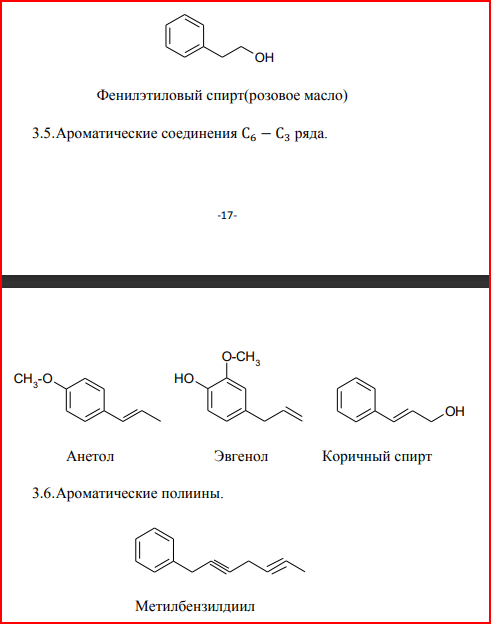 OH
Фенилэтиловый спирт(розовое масло)
3.5.Ароматические соединения C₆ − C₃ ряда.
-17-
O-CH₃
CH₃-O HO
OH
Анетол Эвгенол Коричный спирт
3.6.Ароматические полиины.
Метилбензилдиил